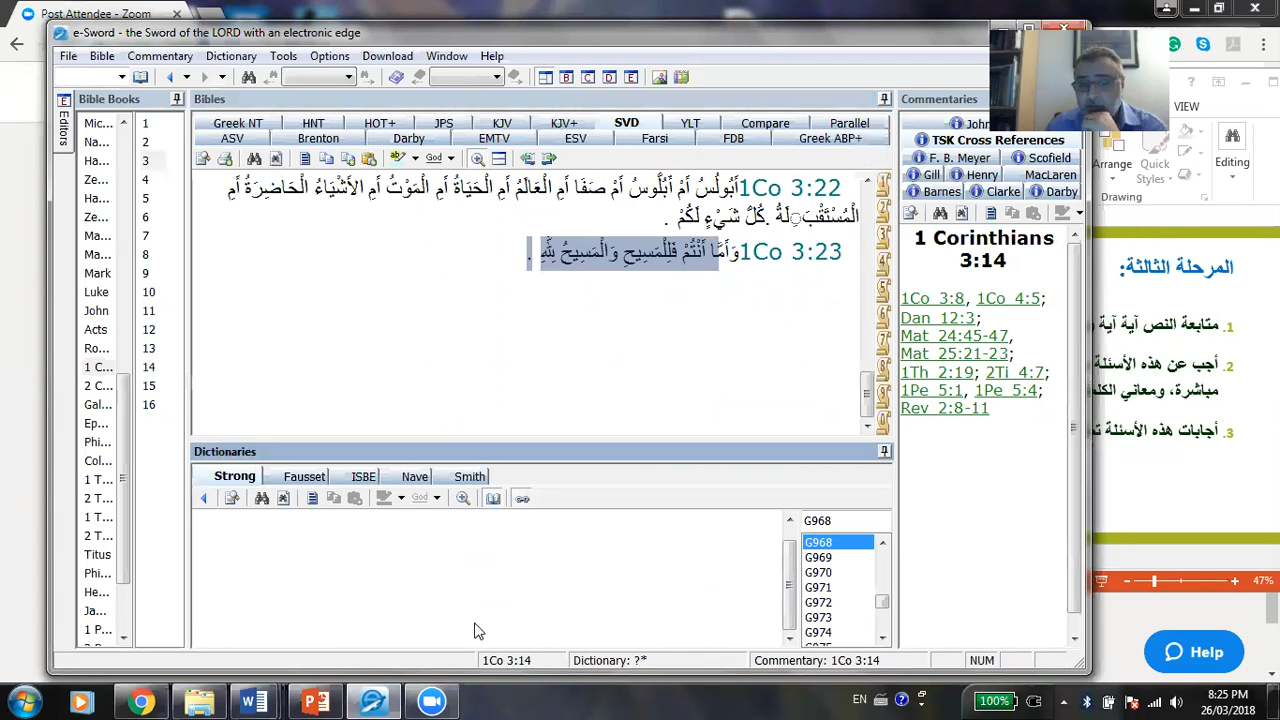 Post Attendee - Zoom
e-Sword - the Sword of the LORD with an electronic edge
File Bible Commentary Dictionary Tools Options Download Window Help
Bible Books
Bibles
Commentaries
VIEW
Editors
Greek NT HNT HOT+ JPS KJV KJV+ SVD YLT Compare Parallel
ASV Brenton Darby EMTV ESV Farsi FDB Greek ABP+
John
TSK Cross References
F. B. Meyer Scofield
Gill Henry MacLaren
Barnes Clarke Darby
Arrange
Quick
Styles
Editing
Drawing
God
Mic...
Na...
Ha...
Ze...
Ha...
Ze...
Ma...
Ma...
Mark
Luke
John
Acts
Ro...
1 C...
2 C...
Gal...
Ep...
Phi...
Col...
1 T...
2 T...
1 T...
2 T...
Titus
Phi...
He...
Ja...
1 P...
1
2
3
4
5
6
7
8
9
10
11
12
13
14
15
16
1Co 3:22 أَبُولُسُ أَمْ أَبُلُّوسُ أَمْ صَفَا أَمِ الْعَالَمُ أَمِ الْحَيَاةُ أَمِ الْمَوْتُ أَمِ الأَشْيَاءُ الْحَاضِرَةُ أَمِ
الْمُسْتَقْبَِلَةُ .كُلُّ شَيْءٍ لَكُمْ .
1Co 3:23 وَأَمَّا أَنْتُمْ فَلِلْمَسِيحِ وَالْمَسِيحُ لِلَّهِ .
1 Corinthians
3:14
1Co 3:8, 1Co 4:5;
Dan 12:3;
Mat 24:45-47,
Mat 25:21-23;
1Th 2:19; 2Ti 4:7;
1Pe 5:1, 1Pe 5:4;
Rev 2:8-11
المرحلة الثالثة:
1. متابعة النص آية آية
2. أجب عن هذه الأسئلة
مباشرة، ومعاني الكلم
3. أجابات هذه الأسئلة
Dictionaries
Strong Fausset ISBE Nave Smith
God
G968
G968
G969
G970
G971
G972
G973
G974
47%
Help
1Co 3:14 Dictionary: ?* Commentary: 1Co 3:14 NUM
EN 100% 8:25 PM
26/03/2018